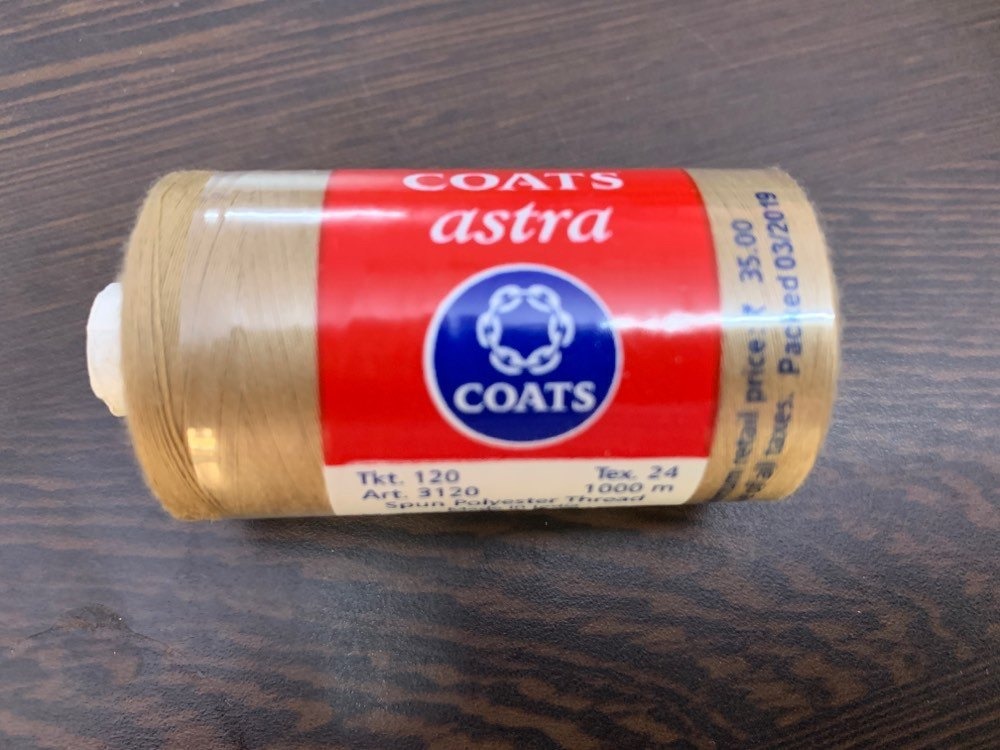 COATS
astra
COATS
Tkt. 120 Tex. 24
Art. 3120 1000 m
Spun Polyester Thread
retail price: ₹ 35.00
of all taxes. Packed 03/2019